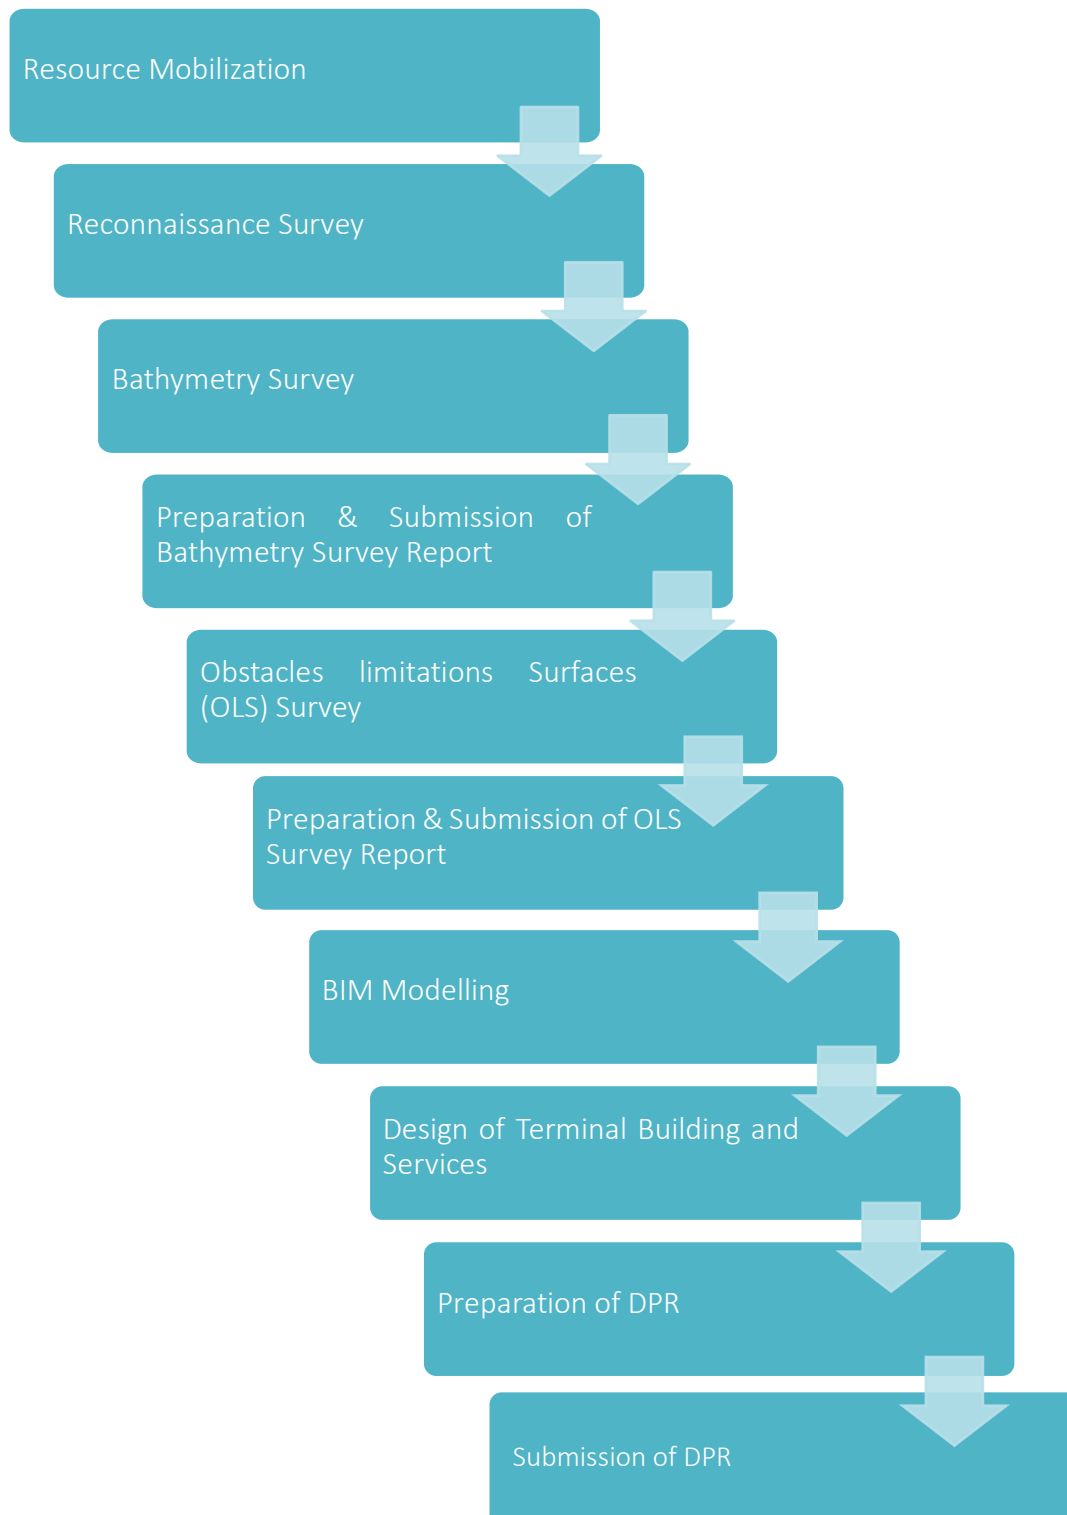 Resource Mobilization
Reconnaissance Survey
Bathymetry Survey
Preparation & Submission of
Bathymetry Survey Report
Obstacles limitations Surfaces
(OLS) Survey
Preparation & Submission of OLS
Survey Report
BIM Modelling
Design of Terminal Building and
Services
Preparation of DPR
Submission of DPR